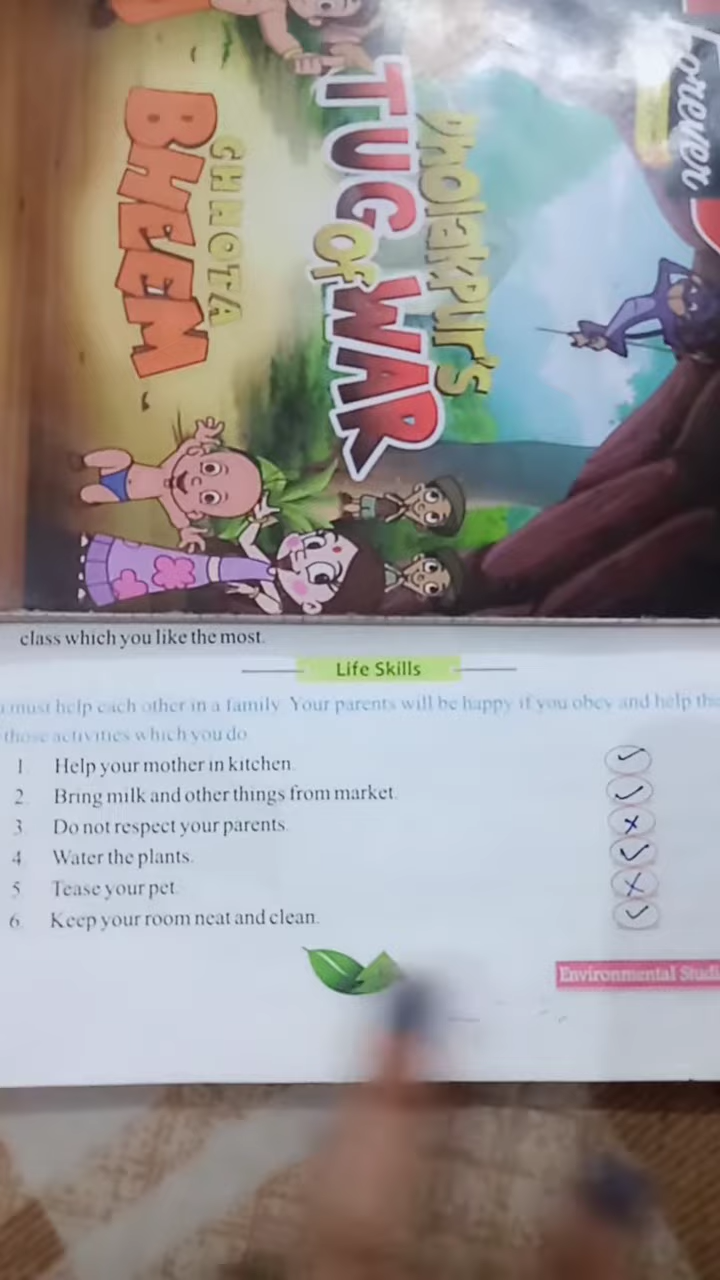 Forever
Dholakpur's
TUG OF WAR
CHHOTA
BHEEM
class which you like the most.
Life Skills
must help each other in a family. Your parents will be happy if you obey and help
those activities which you do
1. Help your mother in kitchen. ✓
2. Bring milk and other things from market. ✓
3. Do not respect your parents. ×
4. Water the plants. ✓
5. Tease your pet. ×
6. Keep your room neat and clean. ✓
Environmental